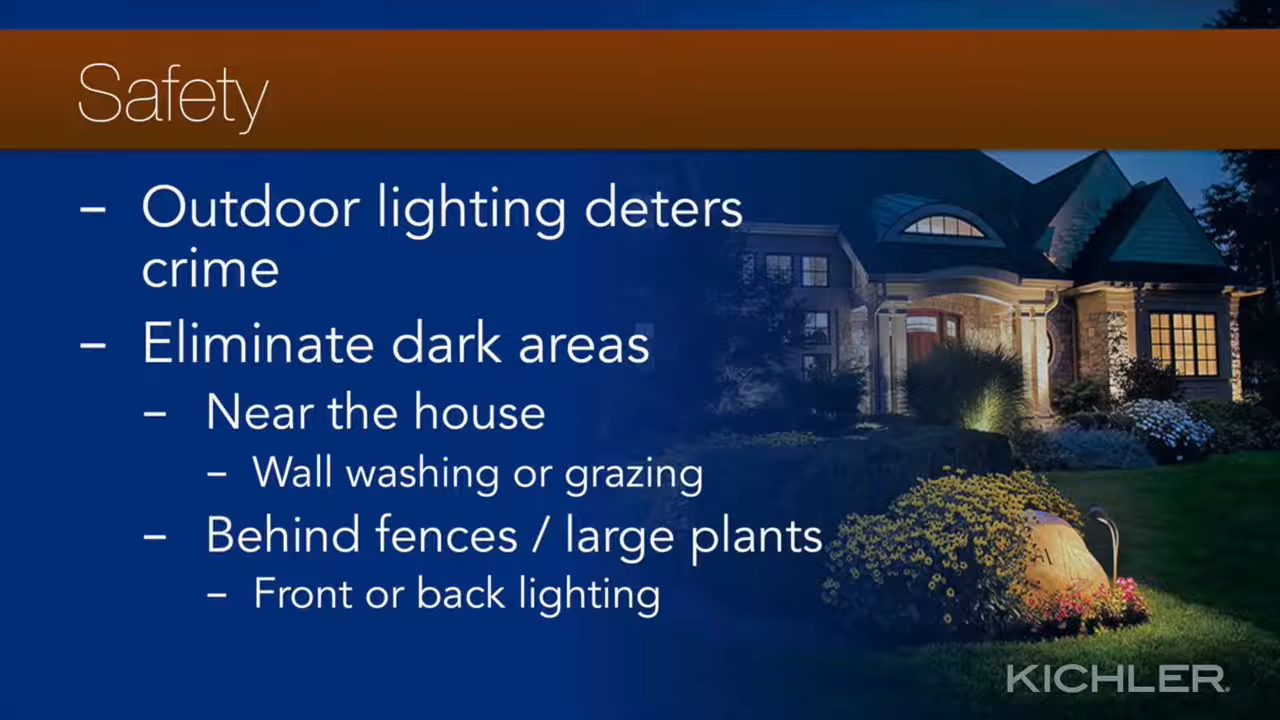 Safety
– Outdoor lighting deters
crime
– Eliminate dark areas
– Near the house
– Wall washing or grazing
– Behind fences / large plants
– Front or back lighting
KICHLER.